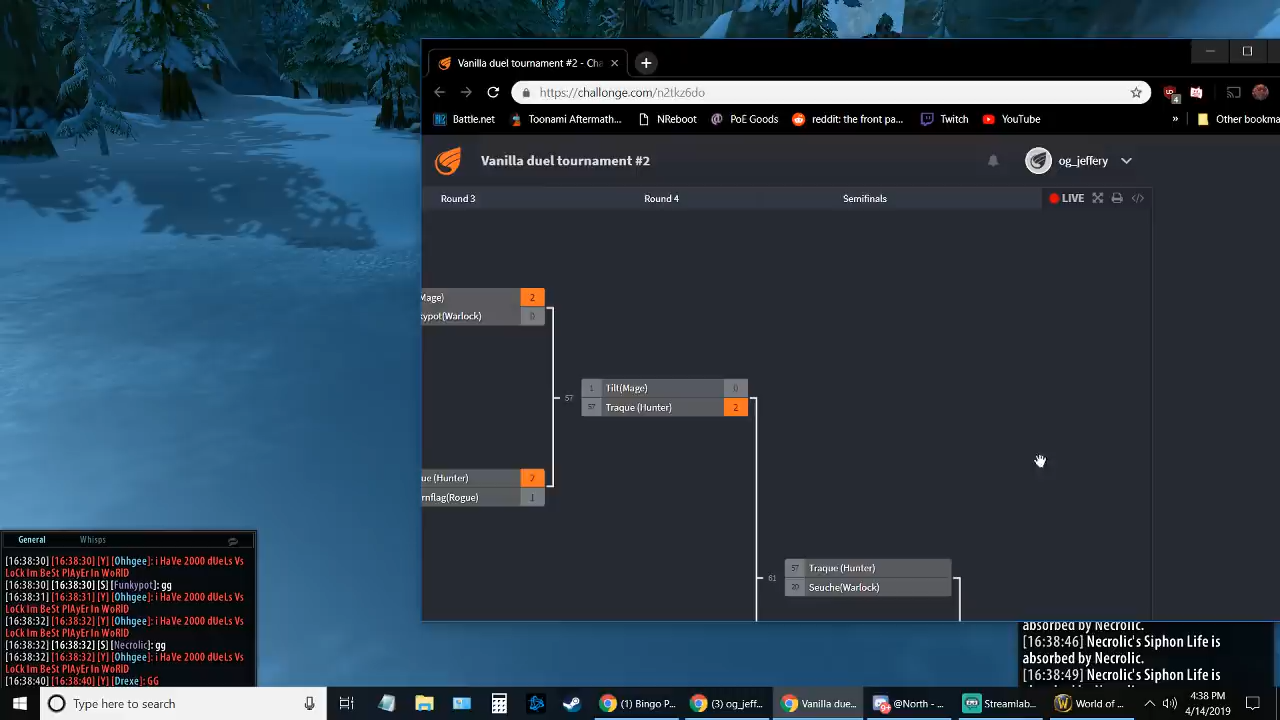 Vanilla duel tournament #2 - Cha
https://challonge.com/n2tkz6do
4
Battle.net
Toonami Aftermath...
NReboot
PoE Goods
reddit: the front pa...
Twitch
YouTube
»
Other bookma
Vanilla duel tournament #2
og_jeffery
Round 3
Round 4
Semifinals
LIVE
Mage) 2
kypot(Warlock) 0
57
1 Tilt(Mage) 0
57 Traque (Hunter) 2
ue (Hunter)
rnflag(Rogue) 1
61
57 Traque (Hunter)
20 Seuche(Warlock)
General
Whisps
[16:38:30] [16:38:30] [Y] [Ohhgee]: i HaVe 2000 dUeLs Vs
LoCk Im BeSt PlAyEr In WoRlD
[16:38:30] [16:38:30] [S] [Funkypot]: gg
[16:38:31] [16:38:31] [Y] [Ohhgee]: i HaVe 2000 dUeLs Vs
LoCk Im BeSt PlAyEr In WoRlD
[16:38:32] [16:38:32] [Y] [Ohhgee]: i HaVe 2000 dUeLs Vs
LoCk Im BeSt PlAyEr In WoRlD
[16:38:32] [16:38:32] [S] [Necrolic]: gg
[16:38:32] [16:38:32] [Y] [Ohhgee]: i HaVe 2000 dUeLs Vs
LoCk Im BeSt PlAyEr In WoRlD
[16:38:40] [16:38:40] [Y] [Drexe]: GG
absorbed by Necrolic.
[16:38:46] Necrolic's Siphon Life is
absorbed by Necrolic.
[16:38:49] Necrolic's Siphon Life is
Type here to search
(1) Bingo P...
(3) og_jeff...
Vanilla due...
@North - ...
Streamlab...
World of ...
4:38 PM
4/14/2019